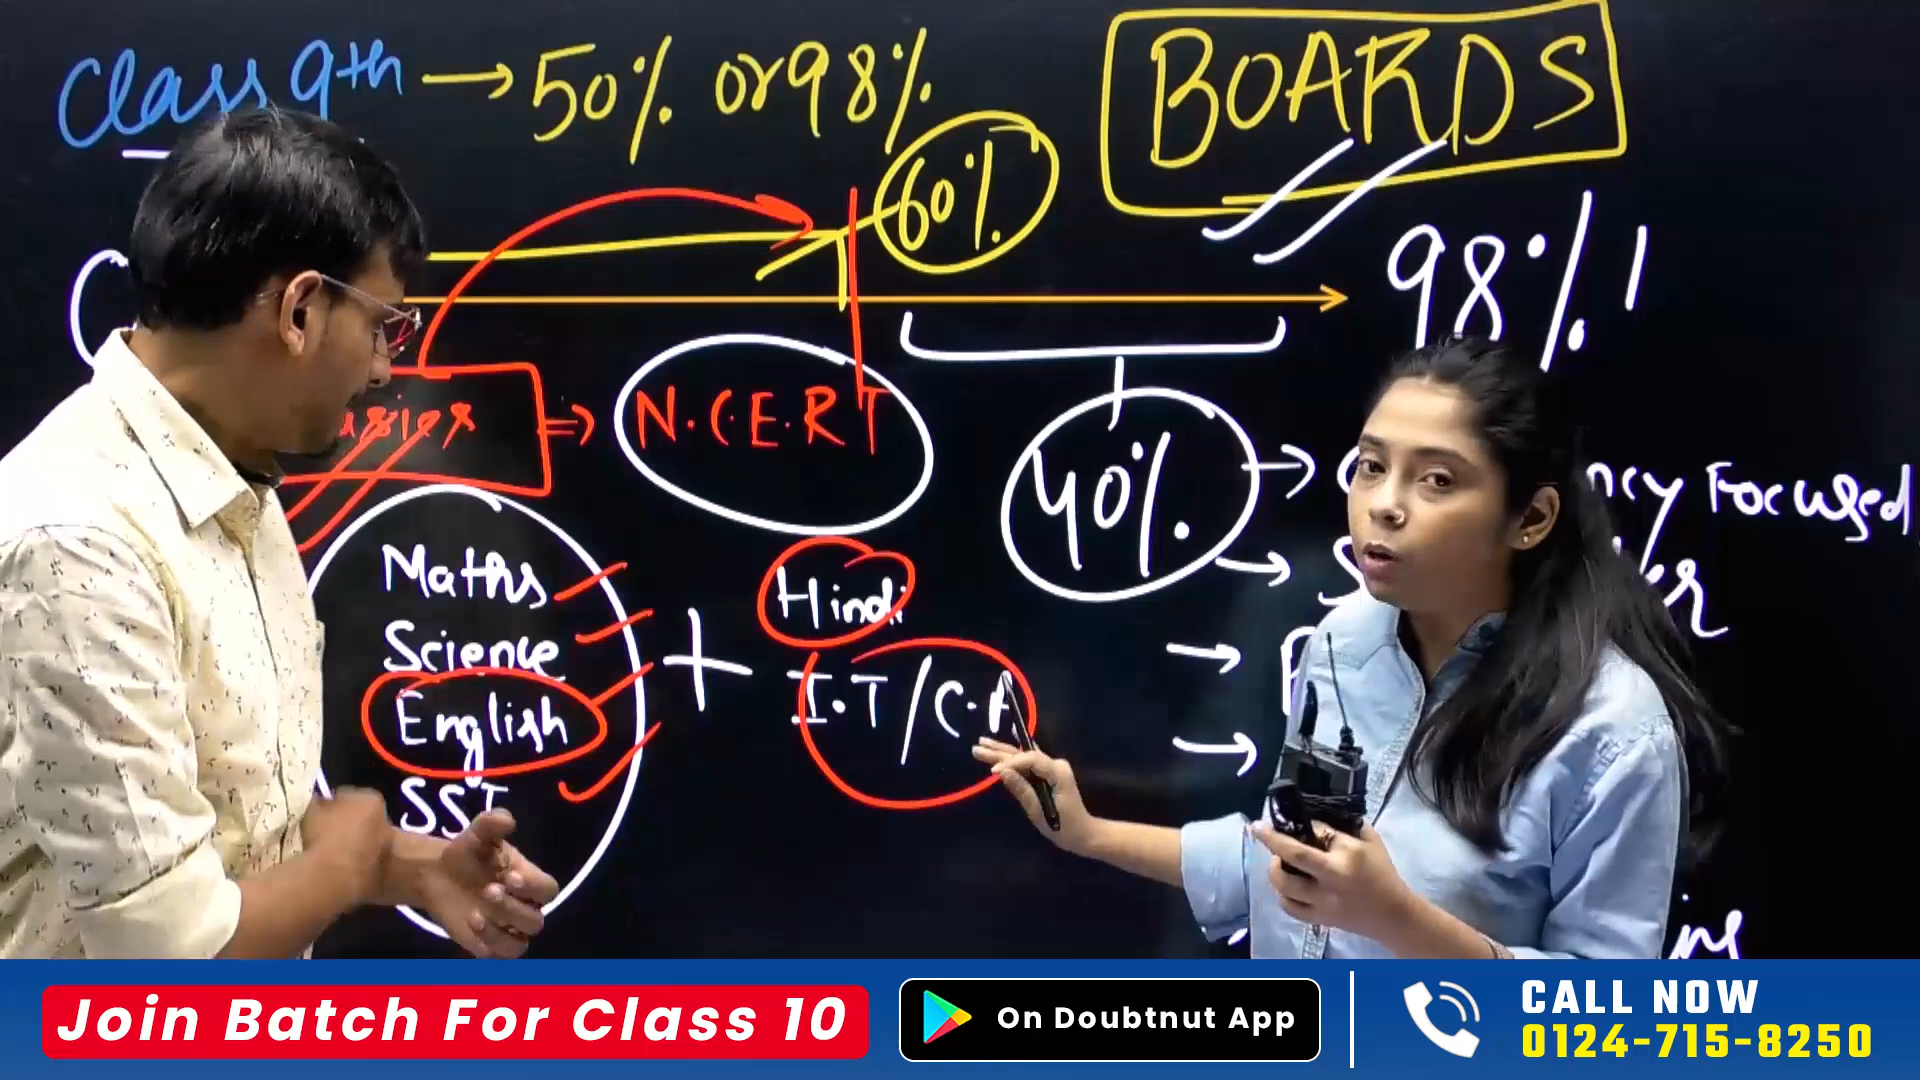 Class 9th → 50% or 98%
BOARDS
60%
98%
⇒ N.C.E.R.T
40%
Focused
Maths
Science
English
SST
+
Hindi
I.T / C.A
Join Batch For Class 10
On Doubtnut App
CALL NOW
0124-715-8250